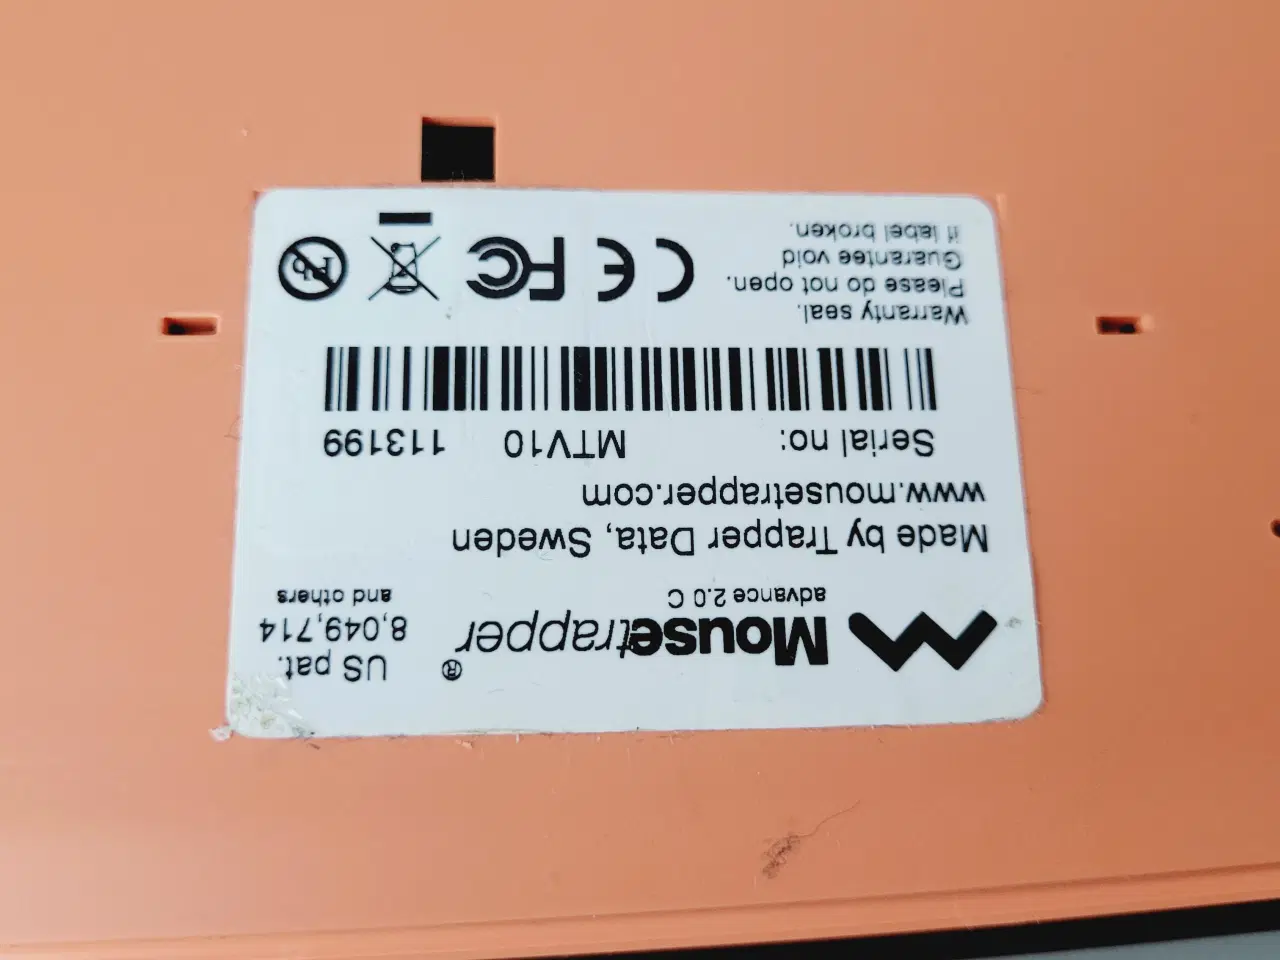 Mousetrapper®
advance 2.0 C
US pat.
8,049,714
and others
Made by Trapper Data, Sweden
www.mousetrapper.com
Serial no: MTV10 113199
Warranty seal.
Please do not open.
Guarantee void
if label broken.
CE FC
Pb